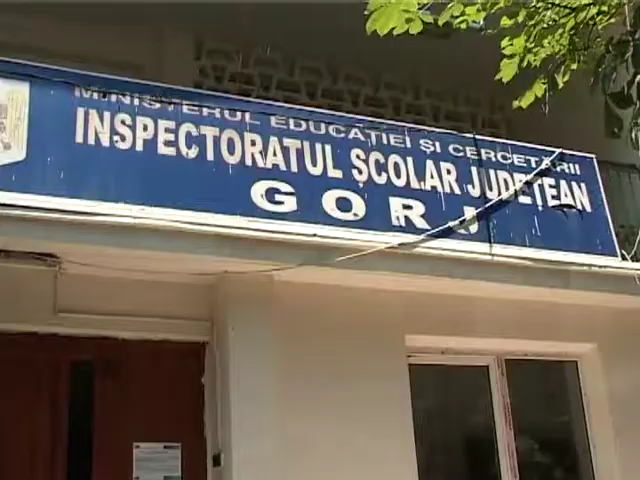 MINISTERUL EDUCAȚIEI ȘI CERCETĂRII
INSPECTORATUL ȘCOLAR JUDEȚEAN
GORJ